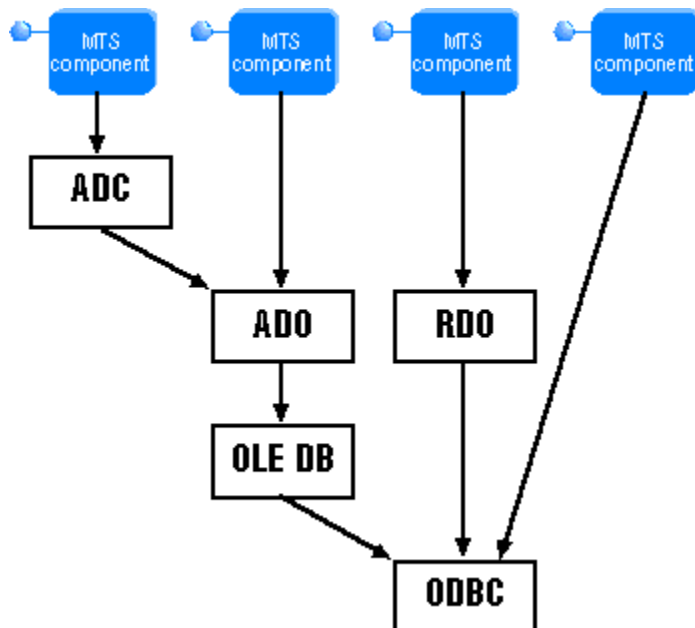 MTS
component
MTS
component
MTS
component
MTS
component
ADC
ADO
RDO
OLE DB
ODBC